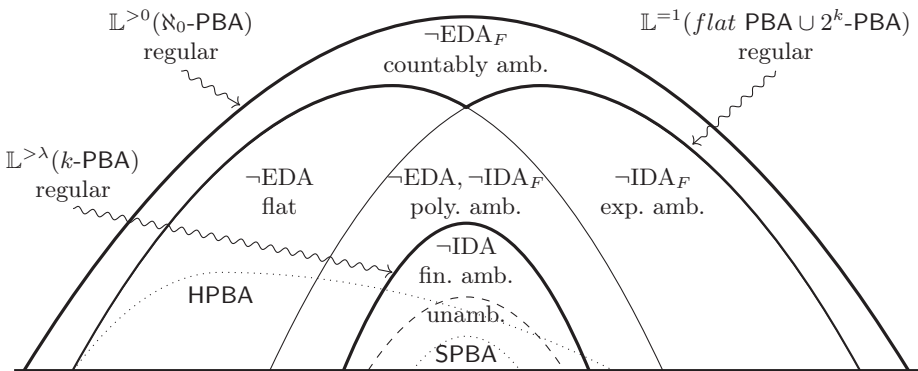 𝕃^{>0}(ℵ₀-PBA)
regular
¬EDA_F
countably amb.
𝕃^{=1}(flat PBA ∪ 2^k-PBA)
regular
𝕃^{>λ}(k-PBA)
regular
¬EDA
flat
¬EDA, ¬IDA_F
poly. amb.
¬IDA_F
exp. amb.
¬IDA
fin. amb.
HPBA
unamb.
SPBA